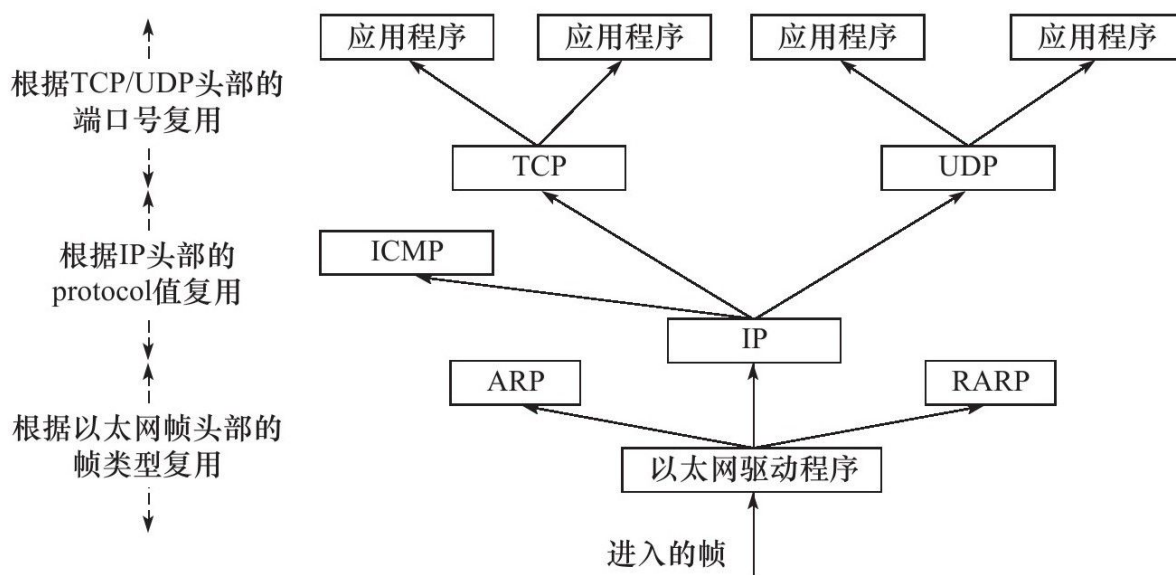 应用程序
应用程序
应用程序
应用程序
根据TCP/UDP头部的
端口号复用
TCP
UDP
ICMP
根据IP头部的
protocol值复用
IP
ARP
RARP
根据以太网帧头部的
帧类型复用
以太网驱动程序
进入的帧